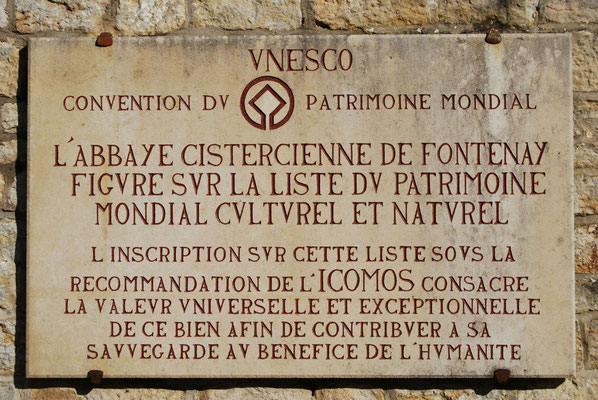 VNESCO
CONVENTION DV PATRIMOINE MONDIAL
L'ABBAYE CISTERCIENNE DE FONTENAY
FIGVRE SVR LA LISTE DV PATRIMOINE
MONDIAL CVLTVREL ET NATVREL
L INSCRIPTION SVR CETTE LISTE SOVS LA
RECOMMANDATION DE L'ICOMOS CONSACRE
LA VALEVR VNIVERSELLE ET EXCEPTIONNELLE
DE CE BIEN AFIN DE CONTRIBVER A SA
SAVVEGARDE AV BENEFICE DE L'HVMANITE